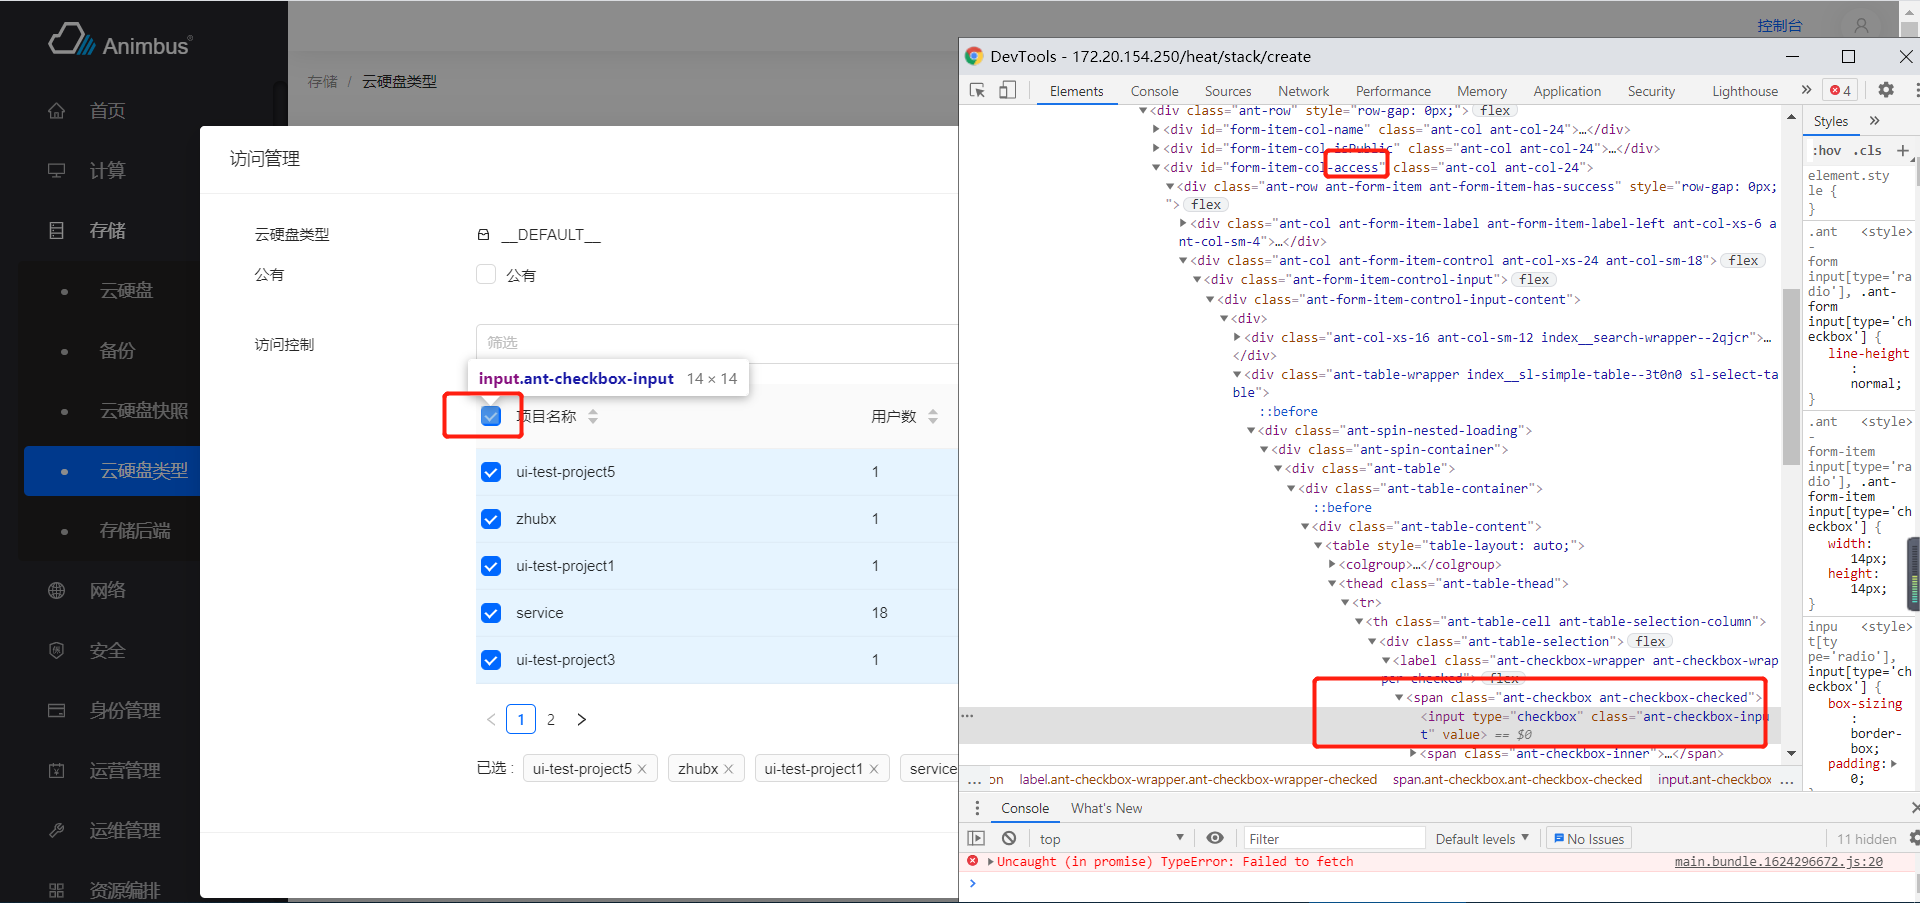 Animbus®
首页
计算
存储
云硬盘
备份
云硬盘快照
云硬盘类型
存储后端
网络
安全
身份管理
运营管理
运维管理
资源编排
控制台
存储 / 云硬盘类型
访问管理
云硬盘类型 __DEFAULT__
公有 公有
访问控制 筛选
input.ant-checkbox-input 14 × 14
项目名称 用户数
ui-test-project5 1
zhubx 1
ui-test-project1 1
service 18
ui-test-project3 1
1 2
已选 : ui-test-project5 zhubx ui-test-project1 service
DevTools - 172.20.154.250/heat/stack/create
Elements Console Sources Network Performance Memory Application Security Lighthouse 4
<div class="ant-row" style="row-gap: 0px;"> flex
<div id="form-item-col-name" class="ant-col ant-col-24">…</div>
<div id="form-item-col-isPublic" class="ant-col ant-col-24">…</div>
<div id="form-item-col-access" class="ant-col ant-col-24">
<div class="ant-row ant-form-item ant-form-item-has-success" style="row-gap: 0px;
"> flex
<div class="ant-col ant-form-item-label ant-form-item-label-left ant-col-xs-6 a
nt-col-sm-4">…</div>
<div class="ant-col ant-form-item-control ant-col-xs-24 ant-col-sm-18"> flex
<div class="ant-form-item-control-input"> flex
<div class="ant-form-item-control-input-content">
<div>
<div class="ant-col-xs-16 ant-col-sm-12 index__search-wrapper--2qjcr">…
</div>
<div class="ant-table-wrapper index__sl-simple-table--3t0n0 sl-select-ta
ble">
::before
<div class="ant-spin-nested-loading">
<div class="ant-spin-container">
<div class="ant-table">
<div class="ant-table-container">
::before
<div class="ant-table-content">
<table style="table-layout: auto;">
<colgroup>…</colgroup>
<thead class="ant-table-thead">
<tr>
<th class="ant-table-cell ant-table-selection-column">
<div class="ant-table-selection"> flex
<label class="ant-checkbox-wrapper ant-checkbox-wrap
per-checked"> flex
<span class="ant-checkbox ant-checkbox-checked">
<input type="checkbox" class="ant-checkbox-inpu
t" value> == $0
<span class="ant-checkbox-inner">…</span>
... on label.ant-checkbox-wrapper.ant-checkbox-wrapper-checked span.ant-checkbox.ant-checkbox-checked input.ant-checkbox ...
Styles
:hov .cls +
element.sty
le {
}
.ant <style>
-
form
input[type='ra
dio'], .ant-
form
input[type='ch
eckbox'] {
line-height
:
normal;
}
.ant <style>
-
form-item
input[type='ra
dio'], .ant-
form-item
input[type='ch
eckbox'] {
width:
14px;
height:
14px;
}
inpu <style>
t[ty
pe='radio'],
input[type='ch
eckbox'] {
box-sizing
:
border-
box;
padding:
0;
Console What's New
top Filter Default levels No Issues 11 hidden
Uncaught (in promise) TypeError: Failed to fetch main.bundle.1624296672.js:20